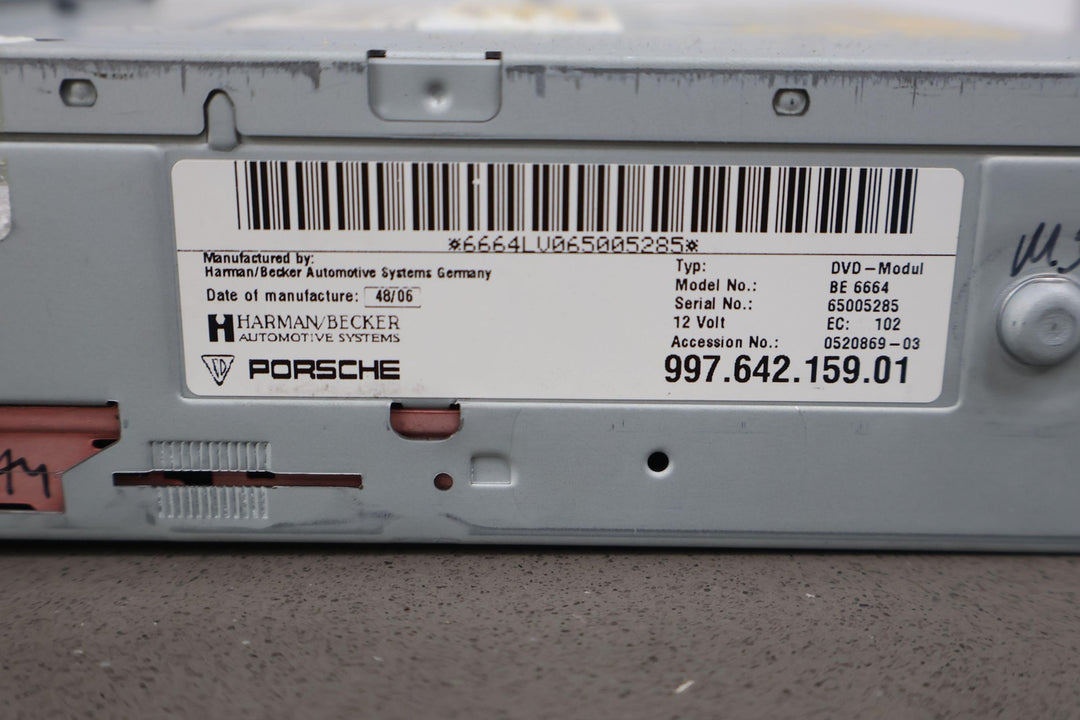 *6664LV065005285*
Manufactured by:
Harman/Becker Automotive Systems Germany
Date of manufacture: 48/06
HARMAN/BECKER
AUTOMOTIVE SYSTEMS
PORSCHE
Typ: DVD-Modul
Model No.: BE 6664
Serial No.: 65005285
12 Volt EC: 102
Accession No.: 0520869-03
997.642.159.01